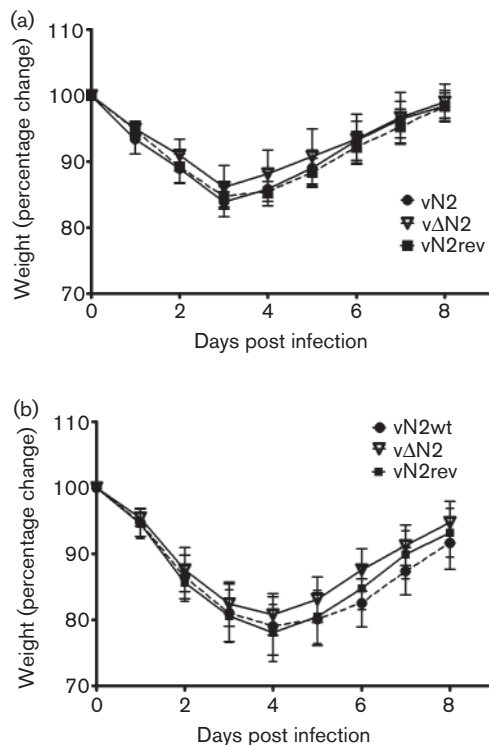 (a)
110
100
90
80
70
Weight (percentage change)
vN2
vΔN2
vN2rev
0 2 4 6 8
Days post infection
(b)
110
100
90
80
70
Weight (percentage change)
vN2wt
vΔN2
vN2rev
0 2 4 6 8
Days post infection